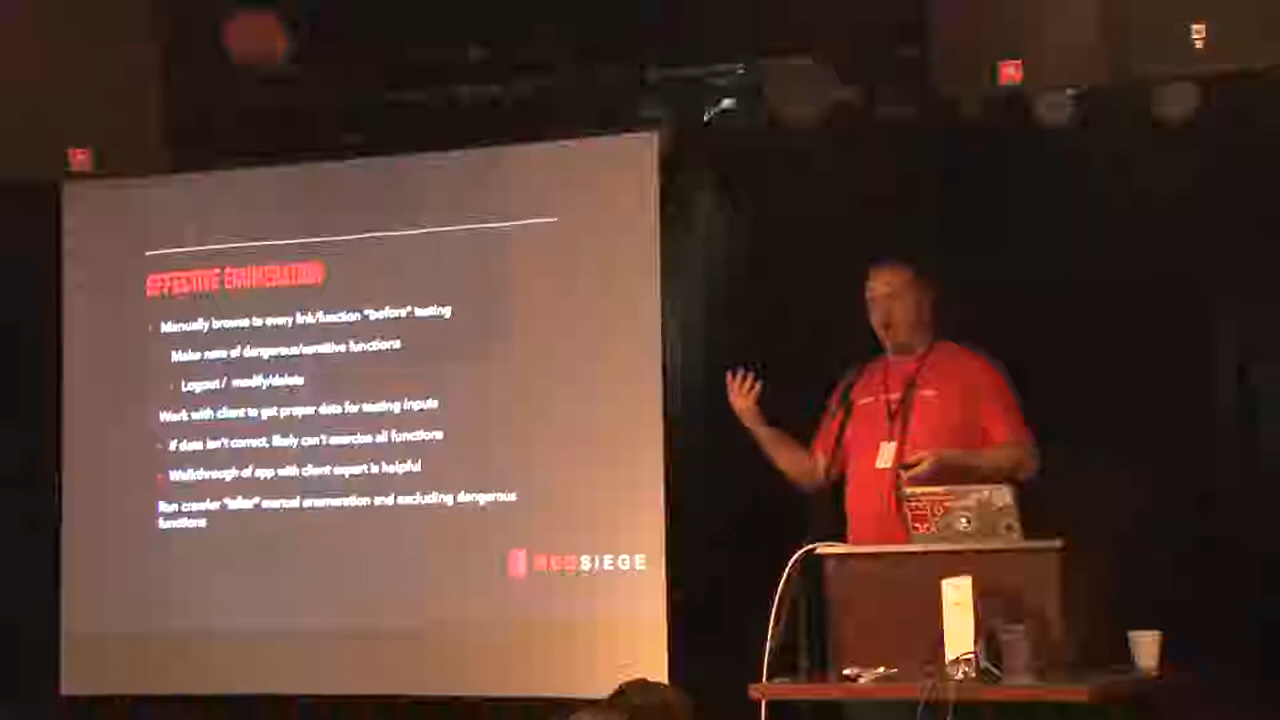 EFFECTIVE ENUMERATION
Manually browse to every link/function "before" testing
Make note of dangerous/sensitive functions
Logout / modify/delete
Work with client to get proper data for testing inputs
If data isn't correct, likely can't exercise all functions
Walkthrough of app with client expert is helpful
Run crawler "after" manual enumeration and excluding dangerous
functions
REDSIEGE